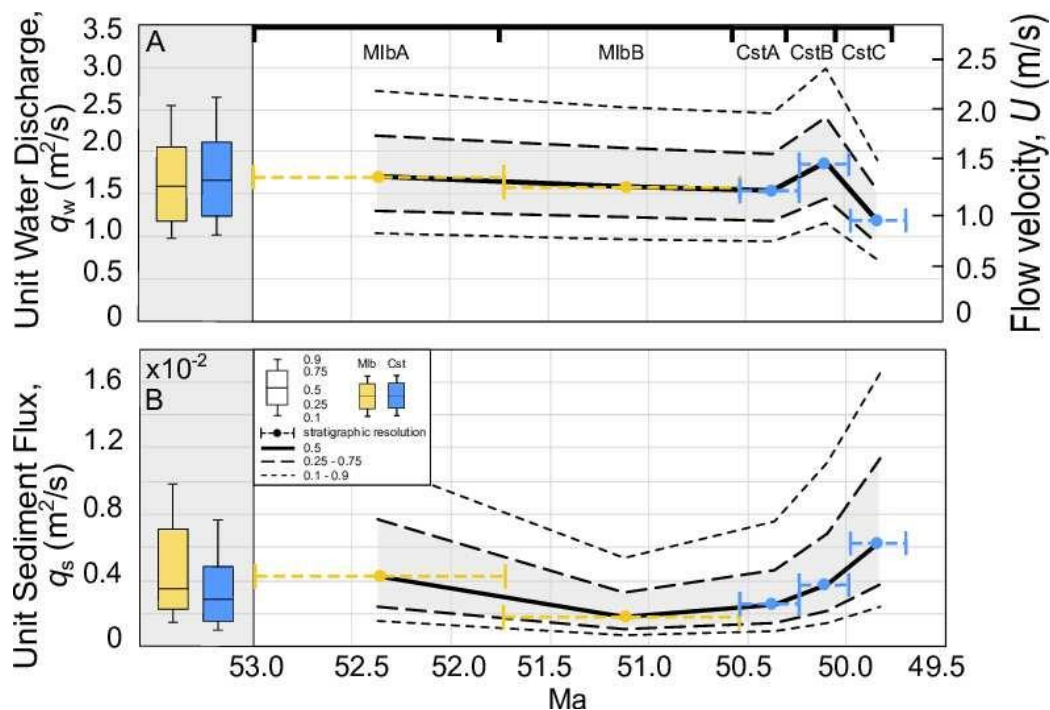 Unit Water Discharge,
q_w (m²/s)
3.5
3.0
2.5
2.0
1.5
1.0
0.5
0
A
MlbA
MlbB
CstA
CstB
CstC
2.5
2.0
1.5
1.0
0.5
0
Flow velocity, U (m/s)
Unit Sediment Flux,
q_s (m²/s)
x10⁻²
B
1.6
1.2
0.8
0.4
0
0.9
0.75
0.5
0.25
0.1
Mlb Cst
stratigraphic resolution
0.5
0.25 - 0.75
0.1 - 0.9
53.0 52.5 52.0 51.5 51.0 50.5 50.0 49.5
Ma